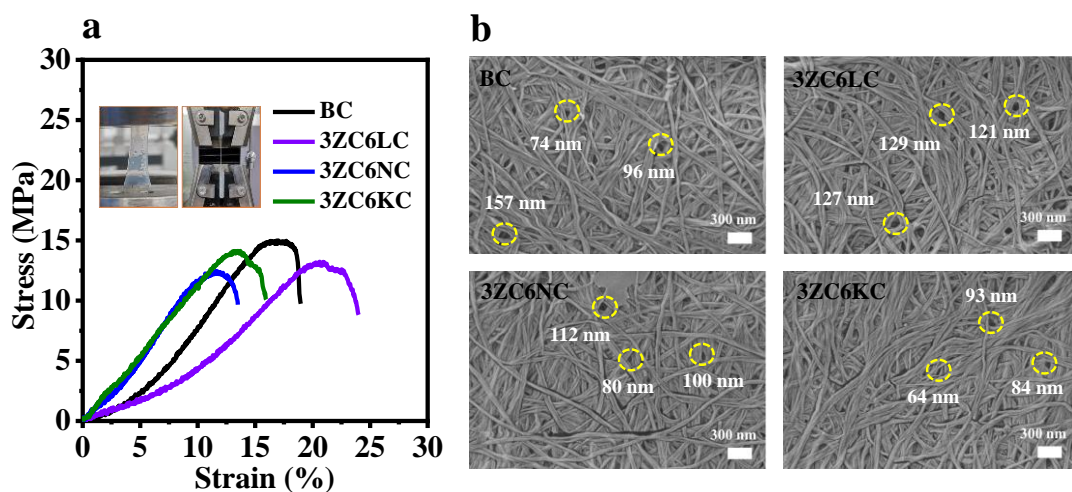 a
30
25
20
15
10
5
0
Stress (MPa)
BC
3ZC6LC
3ZC6NC
3ZC6KC
0 5 10 15 20 25 30
Strain (%)
b
BC
74 nm
96 nm
157 nm
300 nm
3ZC6LC
129 nm
121 nm
127 nm
300 nm
3ZC6NC
112 nm
80 nm
100 nm
300 nm
3ZC6KC
93 nm
64 nm
84 nm
300 nm